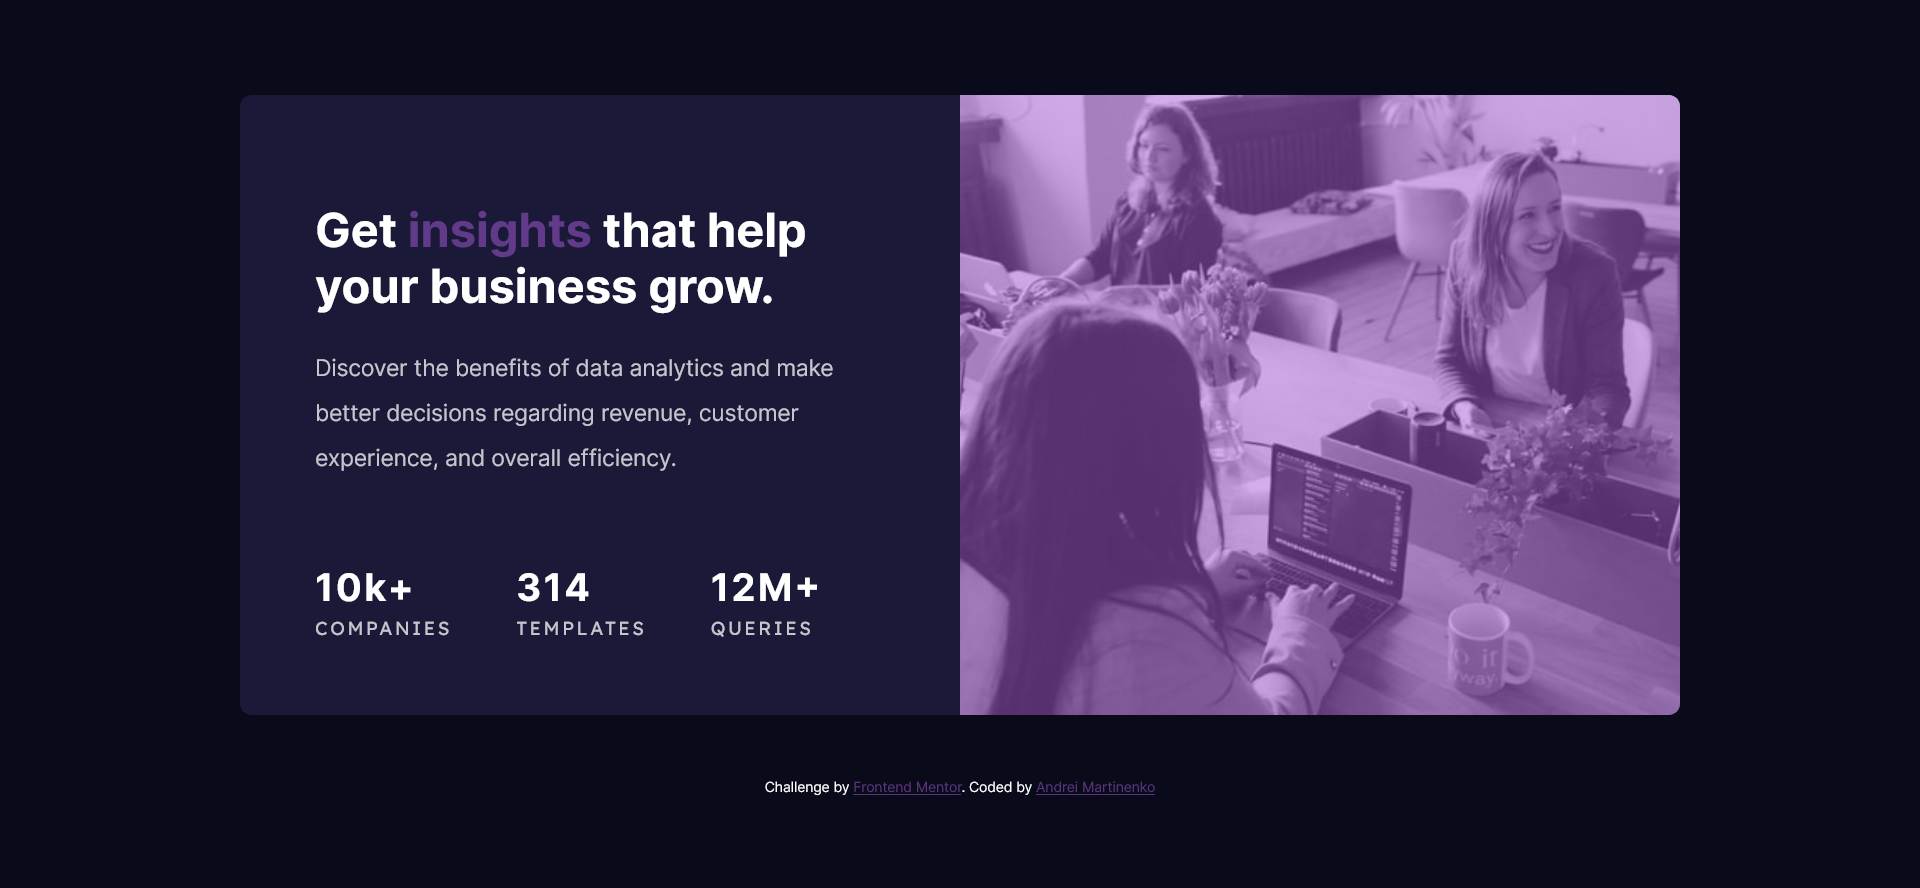 Get insights that help
your business grow.
Discover the benefits of data analytics and make
better decisions regarding revenue, customer
experience, and overall efficiency.
10k+ 314 12M+
COMPANIES TEMPLATES QUERIES
o it
way.
Challenge by Frontend Mentor. Coded by Andrei Martinenko